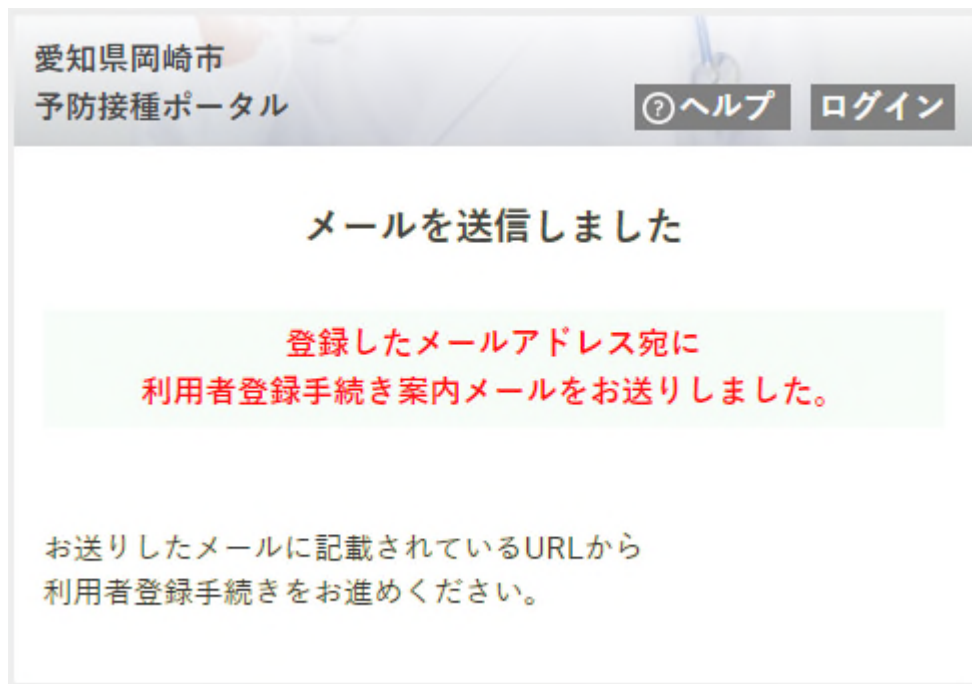 愛知県岡崎市
予防接種ポータル
?ヘルプ ログイン
メールを送信しました
登録したメールアドレス宛に
利用者登録手続き案内メールをお送りしました。
お送りしたメールに記載されているURLから
利用者登録手続きをお進めください。